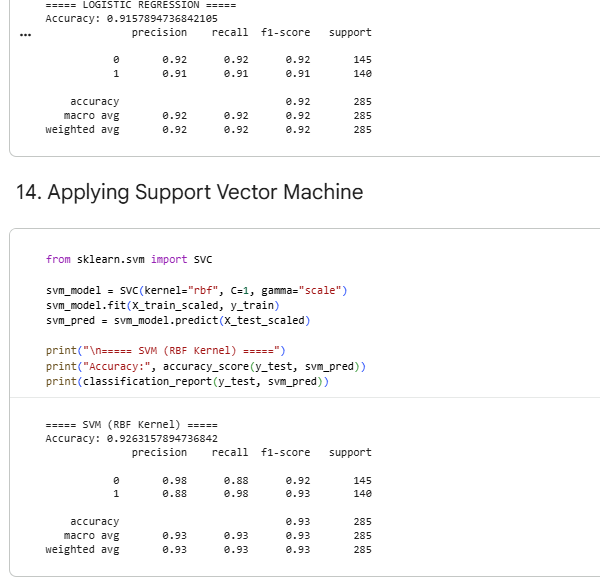 ===== LOGISTIC REGRESSION =====
Accuracy: 0.9157894736842105
...
precision recall f1-score support
0 0.92 0.92 0.92 145
1 0.91 0.91 0.91 140
accuracy 0.92 285
macro avg 0.92 0.92 0.92 285
weighted avg 0.92 0.92 0.92 285
14. Applying Support Vector Machine
from sklearn.svm import SVC
svm_model = SVC(kernel="rbf", C=1, gamma="scale")
svm_model.fit(X_train_scaled, y_train)
svm_pred = svm_model.predict(X_test_scaled)
print("\n===== SVM (RBF Kernel) =====")
print("Accuracy:", accuracy_score(y_test, svm_pred))
print(classification_report(y_test, svm_pred))
===== SVM (RBF Kernel) =====
Accuracy: 0.9263157894736842
precision recall f1-score support
0 0.98 0.88 0.92 145
1 0.88 0.98 0.93 140
accuracy 0.93 285
macro avg 0.93 0.93 0.93 285
weighted avg 0.93 0.93 0.93 285